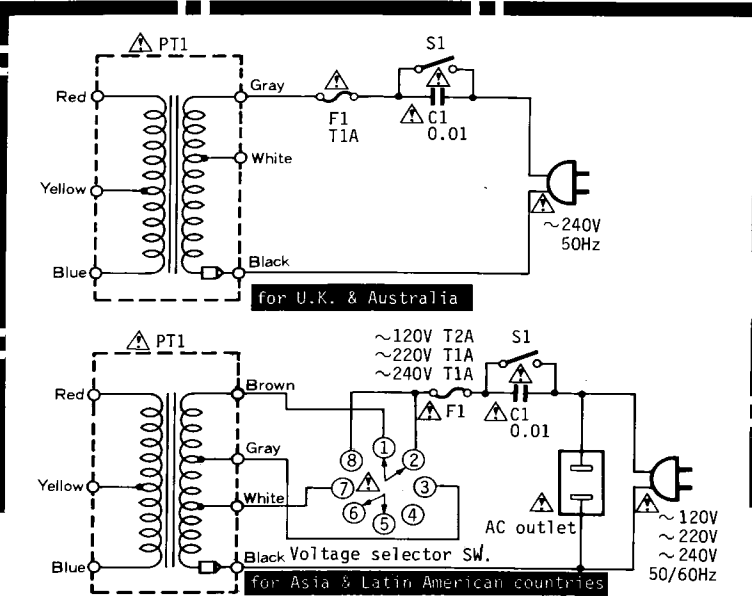 PT1
S1
Red
Gray
F1
T1A
C1
0.01
White
Yellow
~240V
50Hz
Blue
Black
for U.K. & Australia
PT1
~120V T2A
~220V T1A
~240V T1A
S1
Red
Brown
F1
C1
0.01
Gray
1
8
2
Yellow
White
7
3
6
5
4
AC outlet
~120V
~220V
~240V
50/60Hz
Blue
Black
Voltage selector SW.
for Asia & Latin American countries